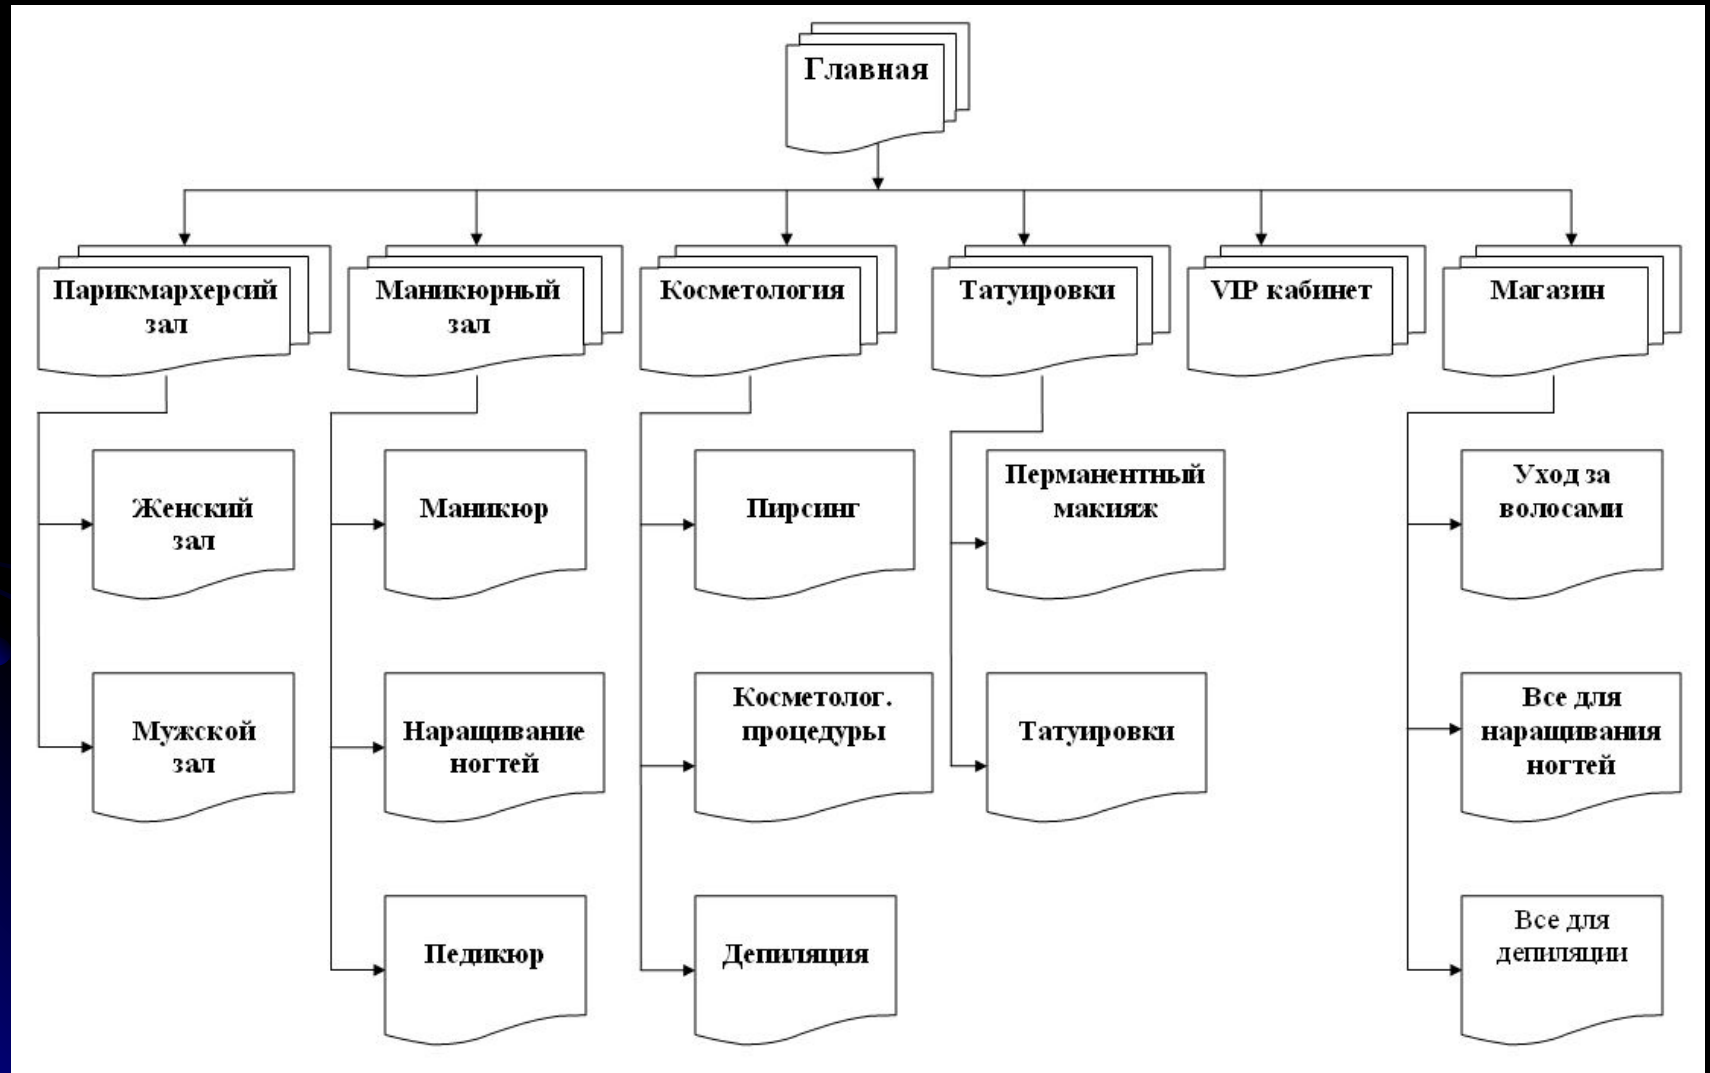 Главная
Парикмархерсий
зал
Маникюрный
зал
Косметология
Татуировки
VIP кабинет
Магазин
Женский
зал
Маникюр
Пирсинг
Перманентный
макияж
Уход за
волосами
Мужской
зал
Наращивание
ногтей
Косметолог.
процедуры
Татуировки
Все для
наращивания
ногтей
Педикюр
Депиляция
Все для
депиляции